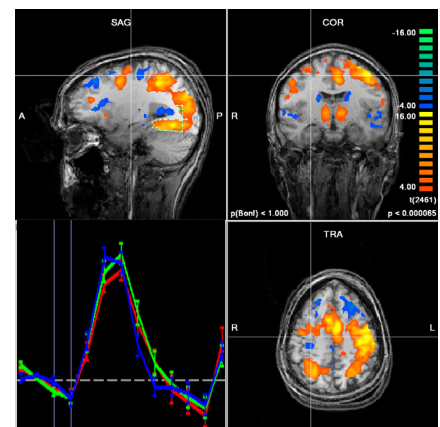 SAG
A
P
COR
R
-16.00
-4.00
16.00
4.00
t(2461)
p(Bonf) < 1.000
p < 0.000065
TRA
R
L